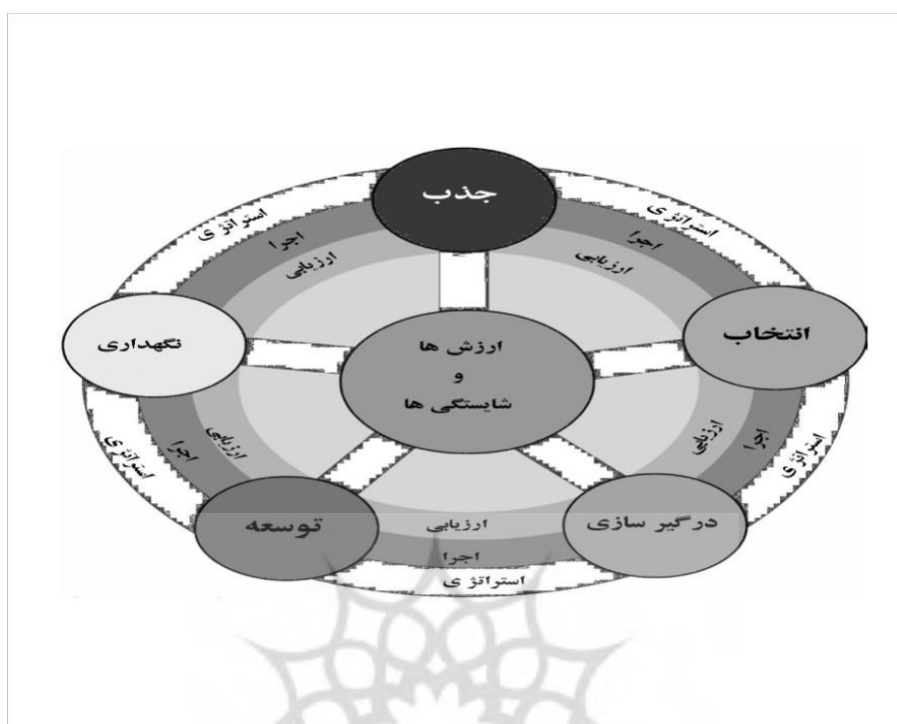 جذب
استراتژی
استراتژی
اجرا
اجرا
ارزیابی
ارزیابی
انتخاب
نگهداری
ارزش ها
و
شایستگی ها
ارزیابی
اجرا
استراتژی
ارزیابی
اجرا
استراتژی
درگیر سازی
توسعه
ارزیابی
اجرا
استراتژی